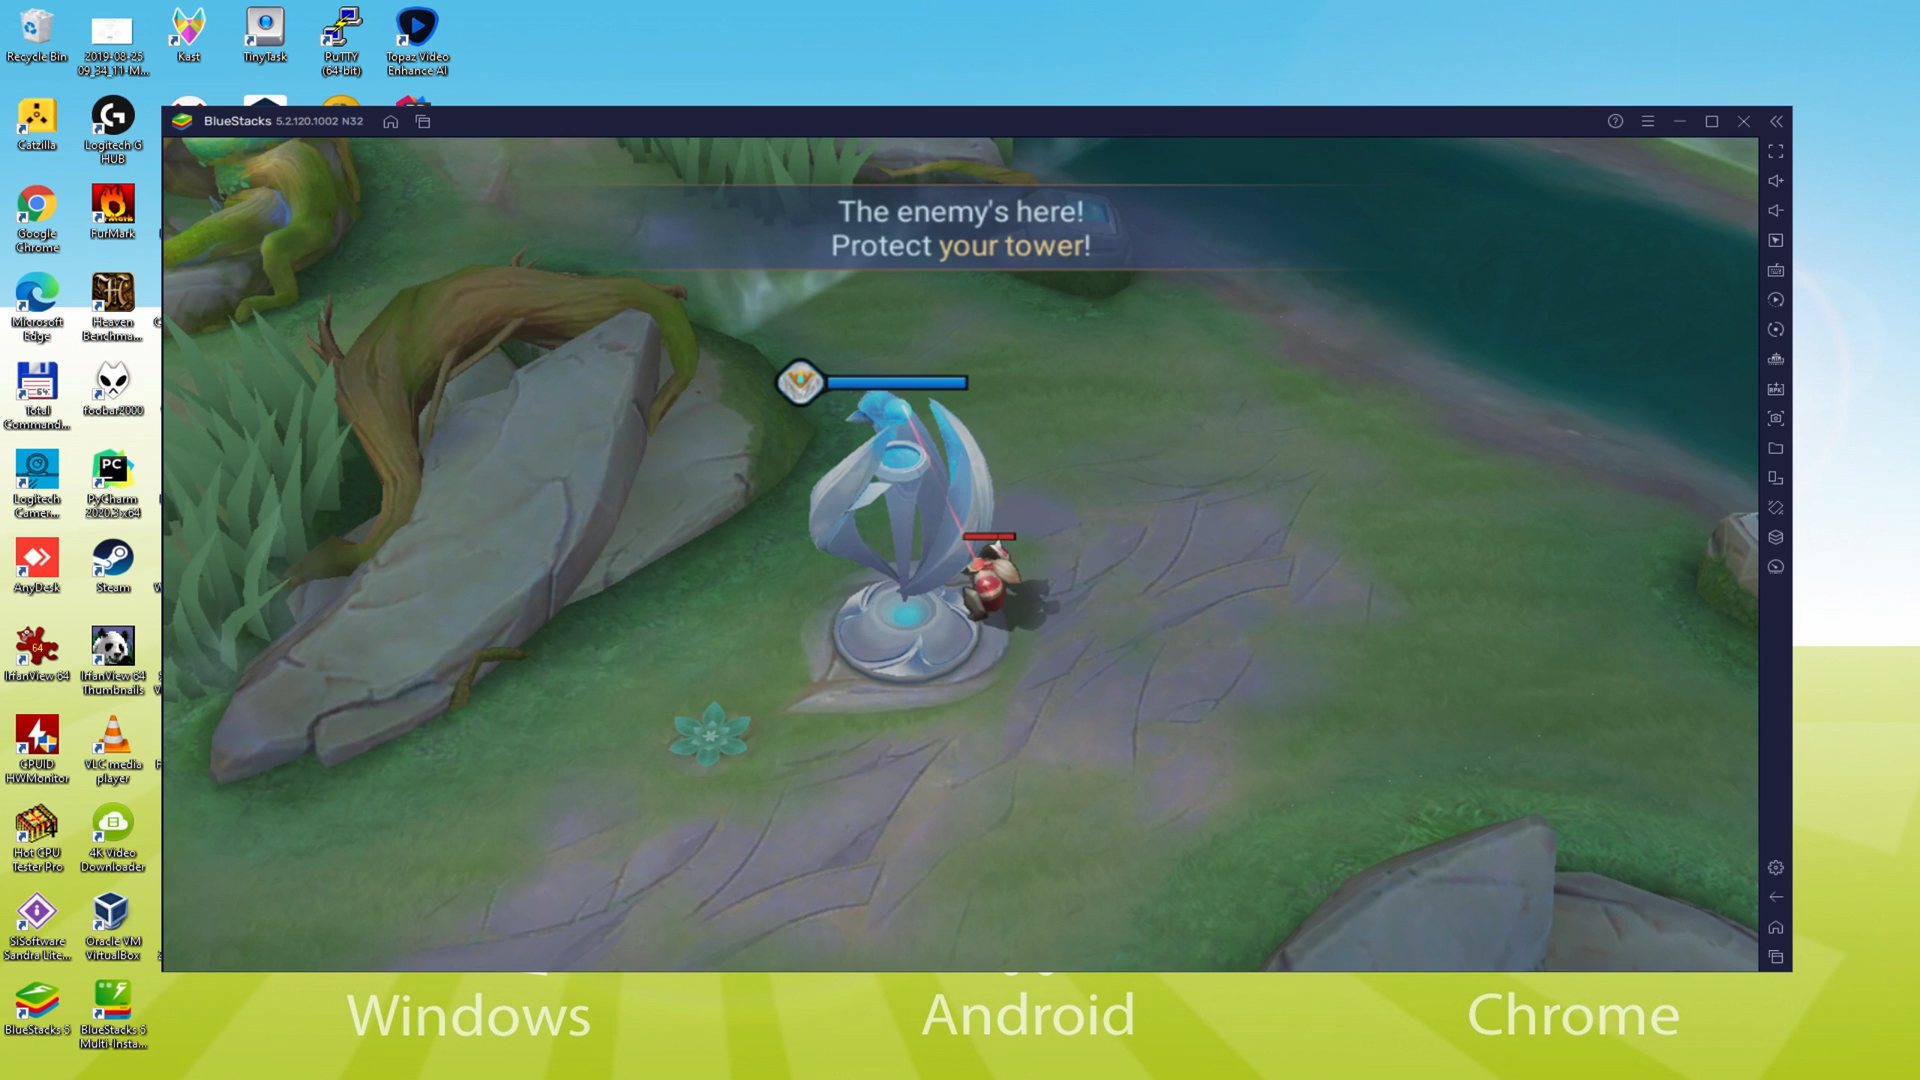 Recycle Bin
2019-08-25
09_34_11-M...
Kast
TinyTask
PuTTY
(64-bit)
Topaz Video
Enhance AI
Catzilla
Logitech G
HUB
BlueStacks 5.2.120.1002 N32
The enemy's here!
Protect your tower!
Google
Chrome
FurMark
Microsoft
Edge
Heaven
Benchma...
Total
Command...
foobar2000
Logitech
Camer...
PyCharm
2020.3 x64
AnyDesk
Steam
IrfanView 64
IrfanView 64
Thumbnails
CPUID
HWMonitor
VLC media
player
Hot CPU
Tester Pro
4K Video
Downloader
SiSoftware
Sandra Lite...
Oracle VM
VirtualBox
BlueStacks 5
BlueStacks 5
Multi-Insta...
Windows
Android
Chrome